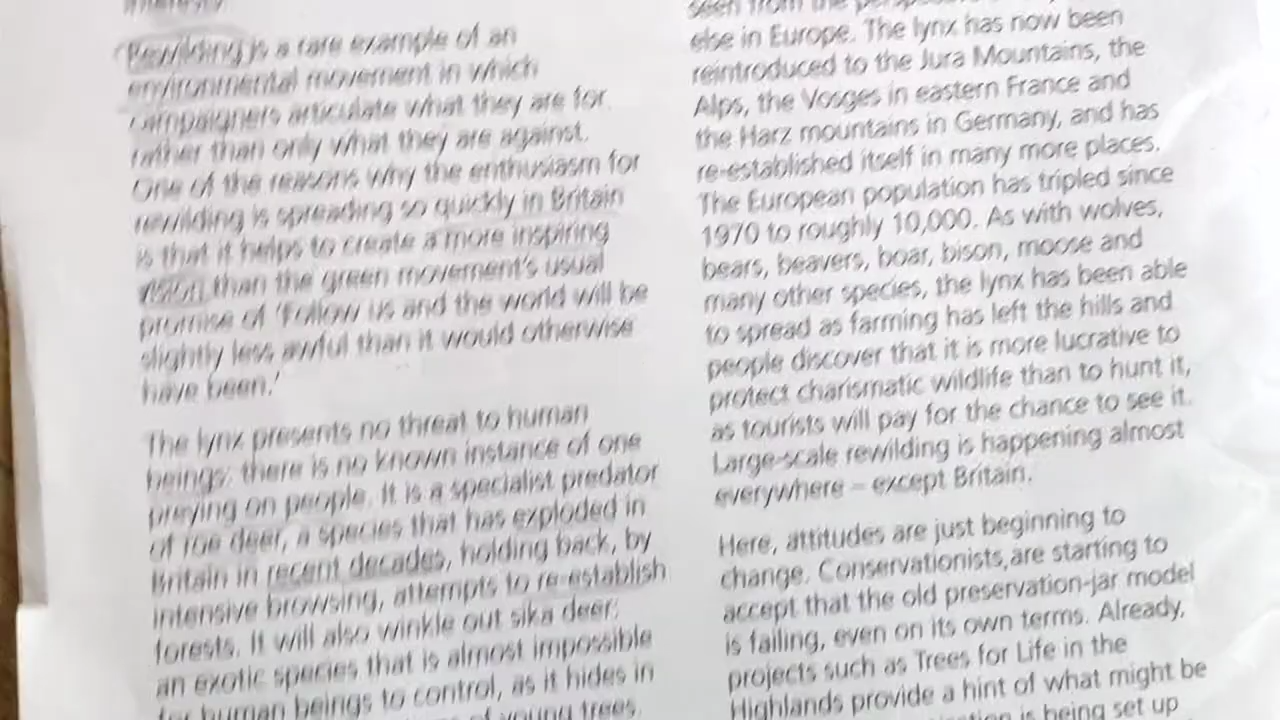 interest.
Rewilding is a rare example of an
environmental movement in which
campaigners articulate what they are for
rather than only what they are against.
One of the reasons why the enthusiasm for
rewilding is spreading so quickly in Britain
is that it helps to create a more inspiring
vision than the green movement's usual
promise of 'Follow us and the world will be
slightly less awful than it would otherwise
have been.'
The lynx presents no threat to human
beings: there is no known instance of one
preying on people. It is a specialist predator
of roe deer, a species that has exploded in
Britain in recent decades, holding back, by
intensive browsing, attempts to re-establish
forests. It will also winkle out sika deer:
an exotic species that is almost impossible
for human beings to control, as it hides in
of young trees.
seen from the
else in Europe. The lynx has now been
reintroduced to the Jura Mountains, the
Alps, the Vosges in eastern France and
the Harz mountains in Germany, and has
re-established itself in many more places.
The European population has tripled since
1970 to roughly 10,000. As with wolves,
bears, beavers, boar, bison, moose and
many other species, the lynx has been able
to spread as farming has left the hills and
people discover that it is more lucrative to
protect charismatic wildlife than to hunt it,
as tourists will pay for the chance to see it.
Large-scale rewilding is happening almost
everywhere – except Britain.
Here, attitudes are just beginning to
change. Conservationists are starting to
accept that the old preservation-jar model
is failing, even on its own terms. Already,
projects such as Trees for Life in the
Highlands provide a hint of what might be
is being set up